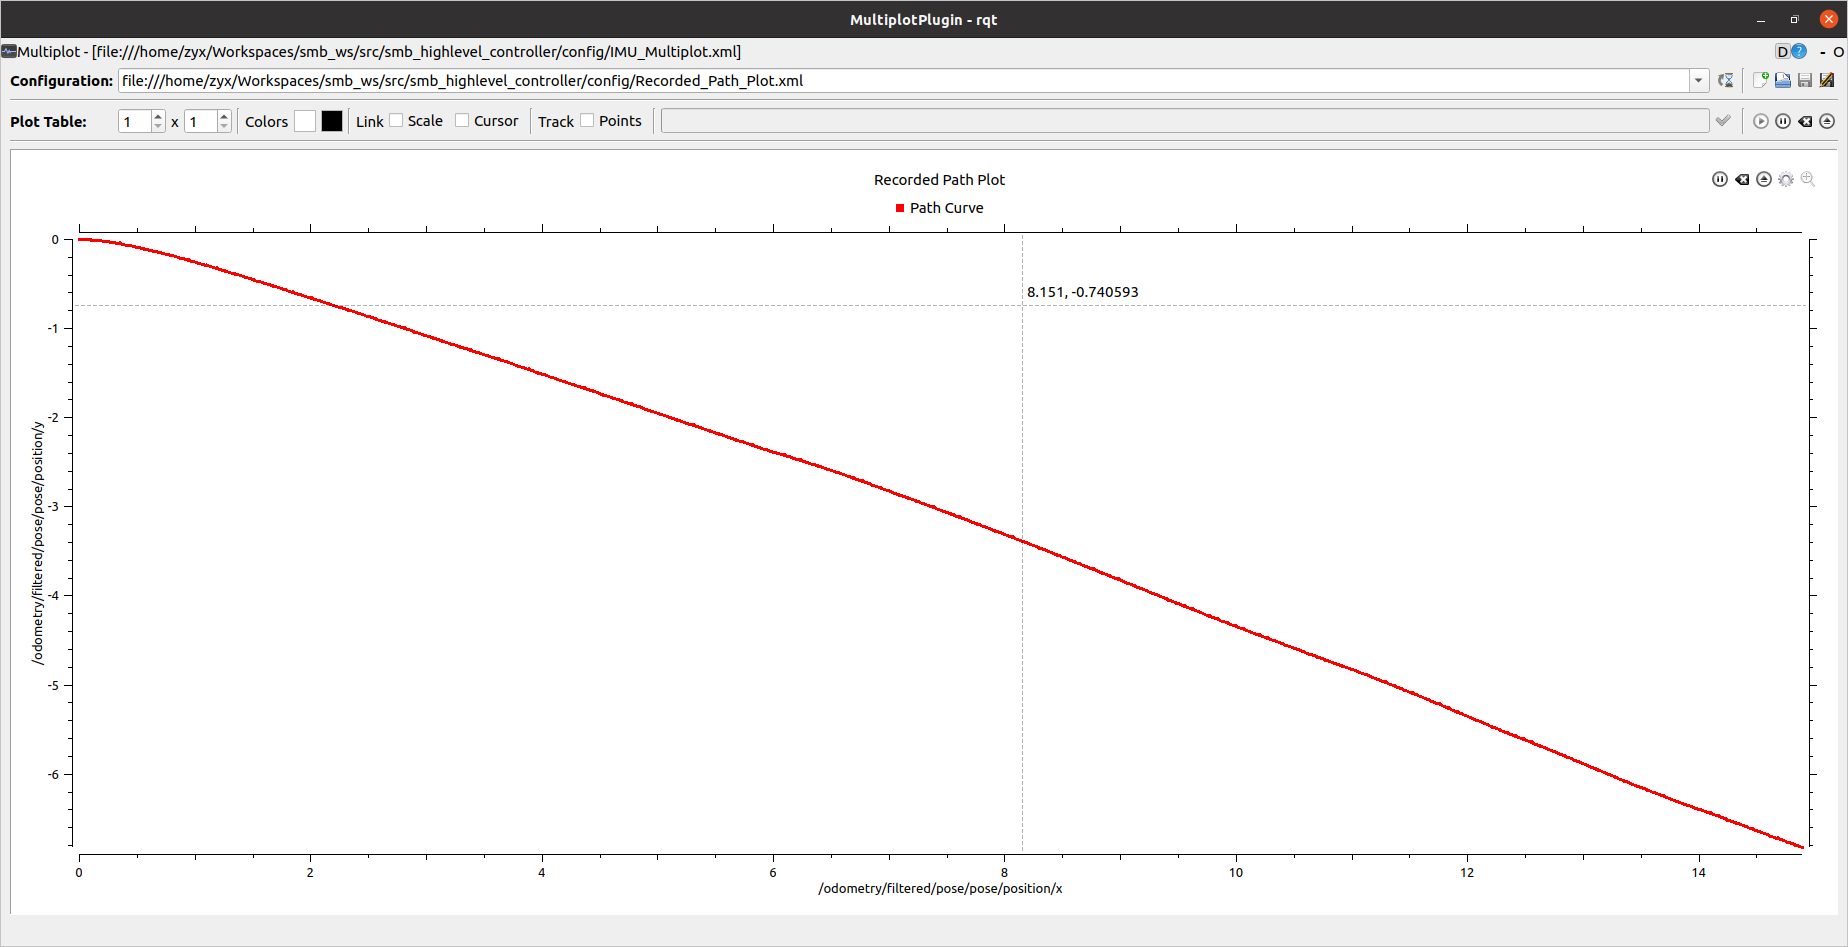 MultiplotPlugin - rqt
Multiplot - [file:///home/zyx/Workspaces/smb_ws/src/smb_highlevel_controller/config/IMU_Multiplot.xml]
D ? - O
Configuration: file:///home/zyx/Workspaces/smb_ws/src/smb_highlevel_controller/config/Recorded_Path_Plot.xml
Plot Table: 1 x 1 Colors Link Scale Cursor Track Points
Recorded Path Plot
Path Curve
8.151, -0.740593
0
-1
-2
-3
-4
-5
-6
/odometry/filtered/pose/pose/position/y
0 2 4 6 8 10 12 14
/odometry/filtered/pose/pose/position/x